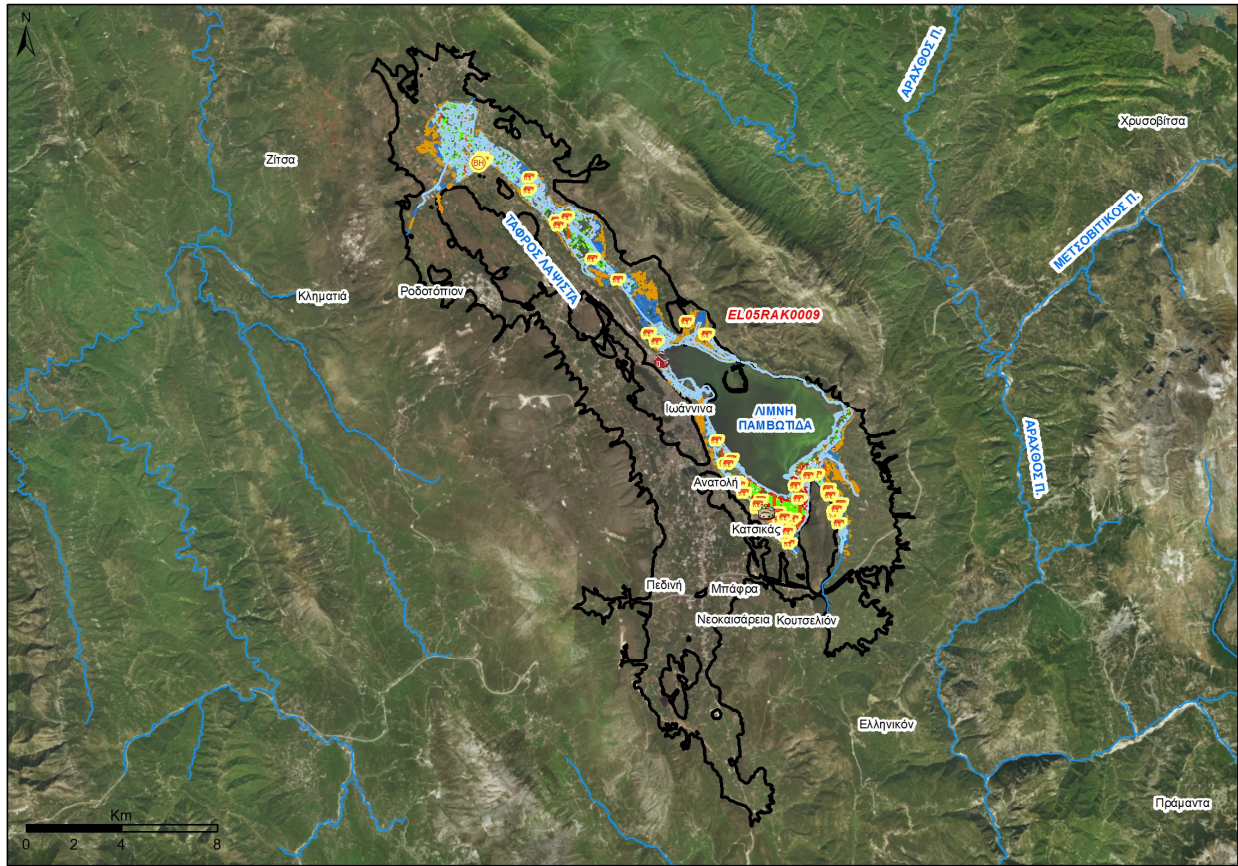 N
ΑΡΑΧΘΟΣ Π.
Χρυσοβίτσα
Ζίτσα
ΒΗ
ΜΕΤΣΟΒΙΤΙΚΟΣ Π.
ΤΑΦΡΟΣ ΛΑΨΙΣΤΑ
Κληματιά
Ροδοτόπιον
EL05RAK0009
Ιωάννινα
ΛΙΜΝΗ
ΠΑΜΒΩΤΙΔΑ
ΑΡΑΧΘΟΣ Π.
Ανατολή
Κατσικάς
Πεδινή
Μπάφρα
Νεοκαισάρεια
Κουτσελιόν
Ελληνικόν
Πράμαντα
Km
0 2 4 8